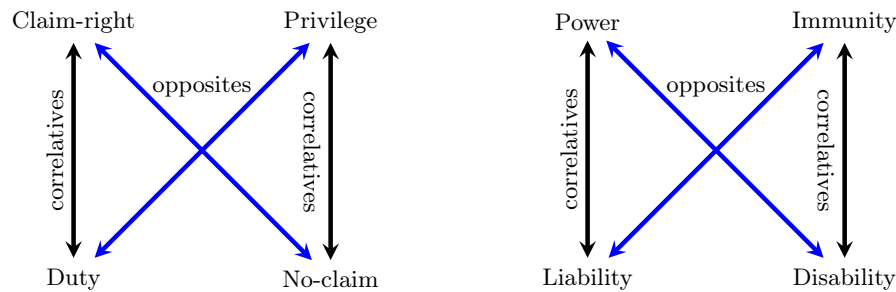 Claim-right Privilege Power Immunity
opposites opposites
correlatives correlatives correlatives correlatives
Duty No-claim Liability Disability